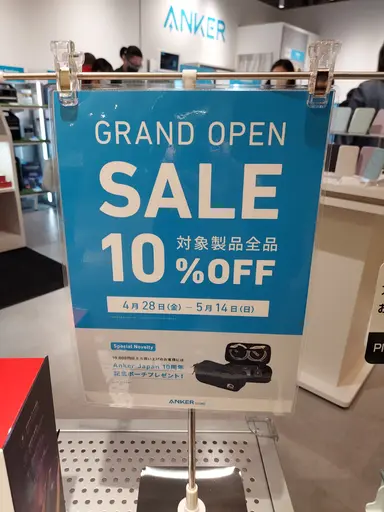 ANKER
GRAND OPEN
SALE
10
対象製品全品
%OFF
4月28日(金) ― 5月14日(日)
Special Novelty
Anker Japan 10周年
記念ポーチプレゼント!
ANKER